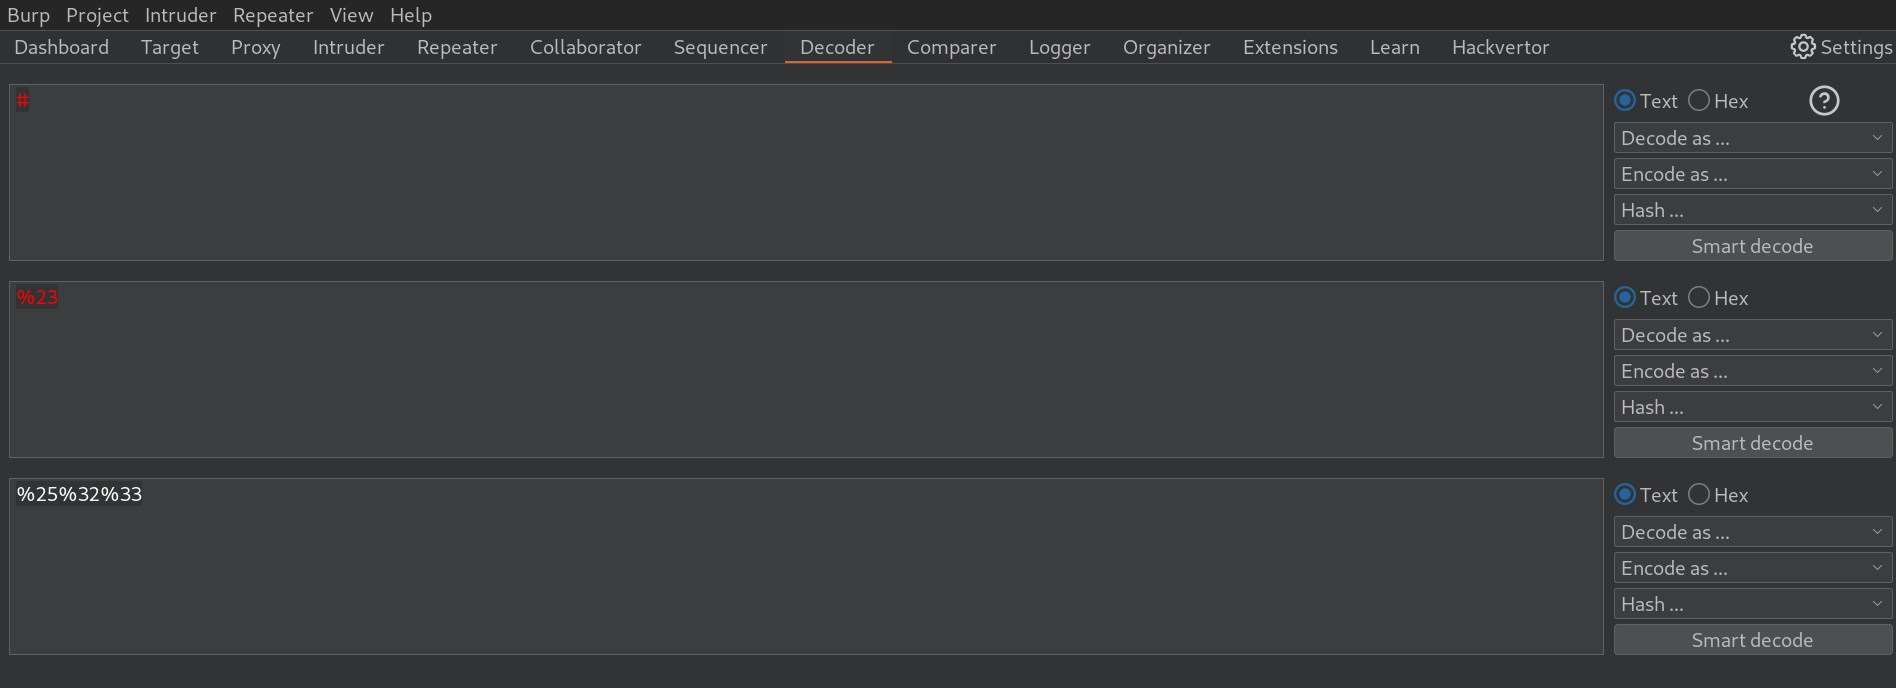 Burp Project Intruder Repeater View Help
Dashboard Target Proxy Intruder Repeater Collaborator Sequencer Decoder Comparer Logger Organizer Extensions Learn Hackvertor Settings
#
Text Hex ?
Decode as ...
Encode as ...
Hash ...
Smart decode
%23
Text Hex
Decode as ...
Encode as ...
Hash ...
Smart decode
%25%32%33
Text Hex
Decode as ...
Encode as ...
Hash ...
Smart decode